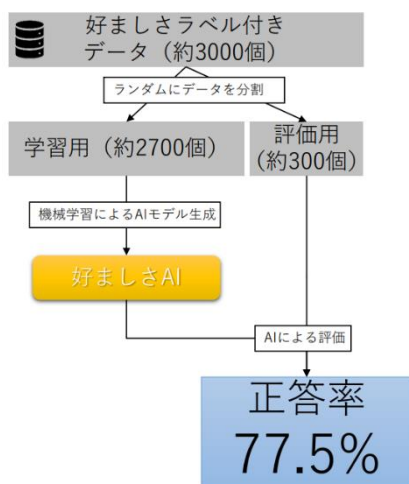 好ましさラベル付き
データ（約3000個）
ランダムにデータを分割
学習用（約2700個）
評価用
(約300個)
機械学習によるAIモデル生成
好ましさAI
AIによる評価
正答率
77.5%